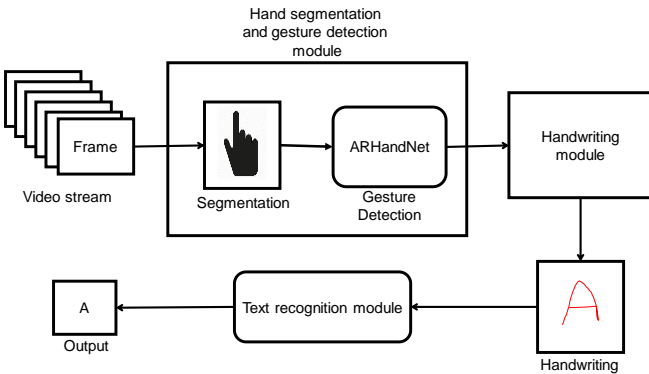 Hand segmentation
and gesture detection
module
Frame
Video stream
Segmentation
ARHandNet
Gesture
Detection
Handwriting
module
A
Handwriting
Text recognition module
A
Output